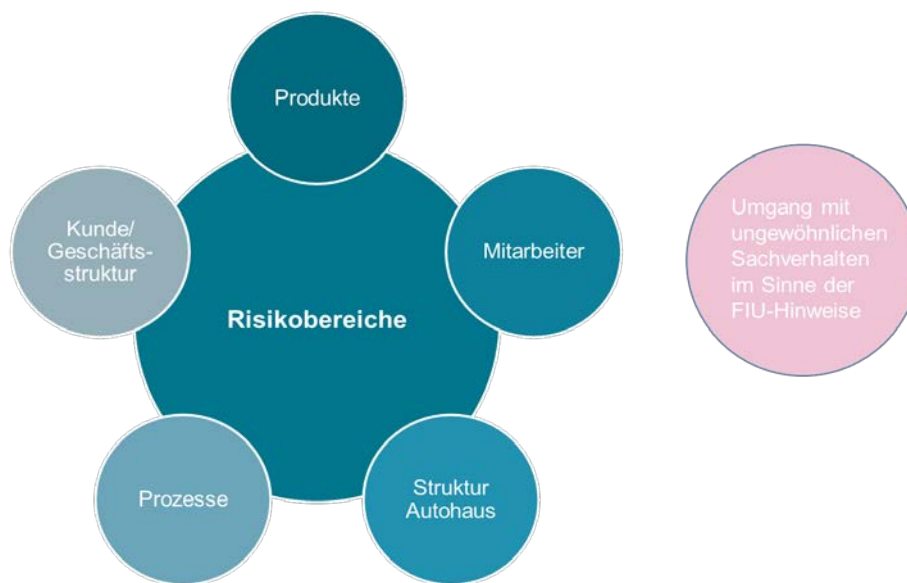 Produkte
Kunde/
Geschäfts-
struktur
Mitarbeiter
Risikobereiche
Prozesse
Struktur
Autohaus
Umgang mit
ungewöhnlichen
Sachverhalten
im Sinne der
FIU-Hinweise